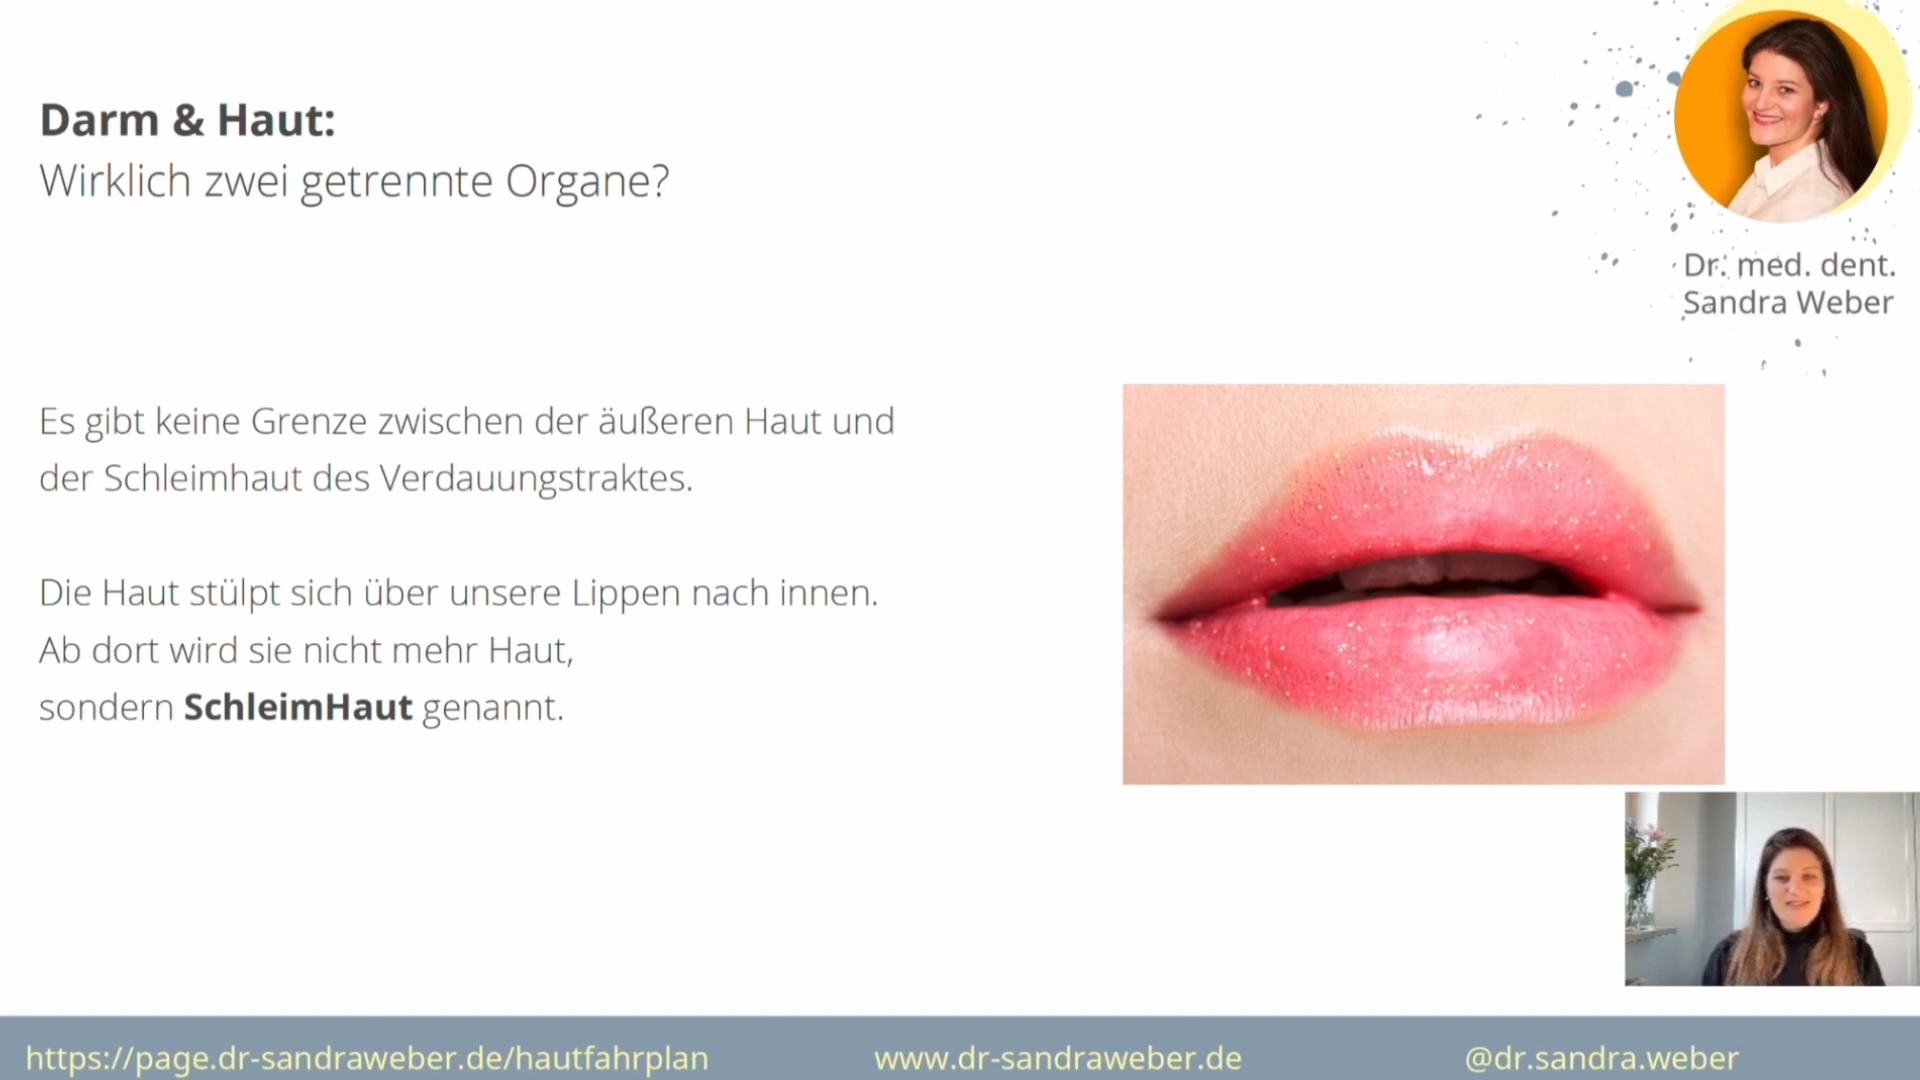 Darm & Haut:
Wirklich zwei getrennte Organe?
Dr. med. dent.
Sandra Weber
Es gibt keine Grenze zwischen der äußeren Haut und
der Schleimhaut des Verdauungstraktes.
Die Haut stülpt sich über unsere Lippen nach innen.
Ab dort wird sie nicht mehr Haut,
sondern SchleimHaut genannt.
https://page.dr-sandraweber.de/hautfahrplan
www.dr-sandraweber.de
@dr.sandra.weber